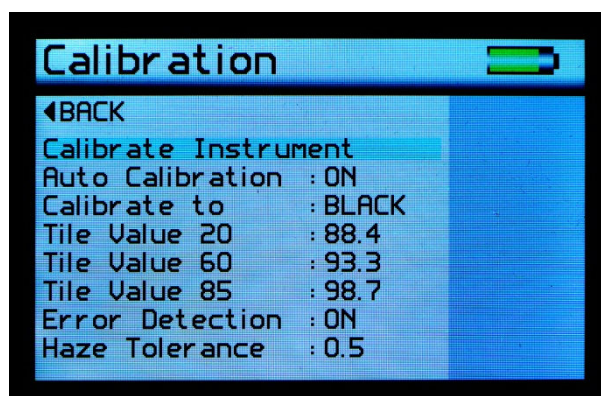 Calibration
◀BACK
Calibrate Instrument
Auto Calibration : ON
Calibrate to : BLACK
Tile Value 20 : 88.4
Tile Value 60 : 93.3
Tile Value 85 : 98.7
Error Detection : ON
Haze Tolerance : 0.5